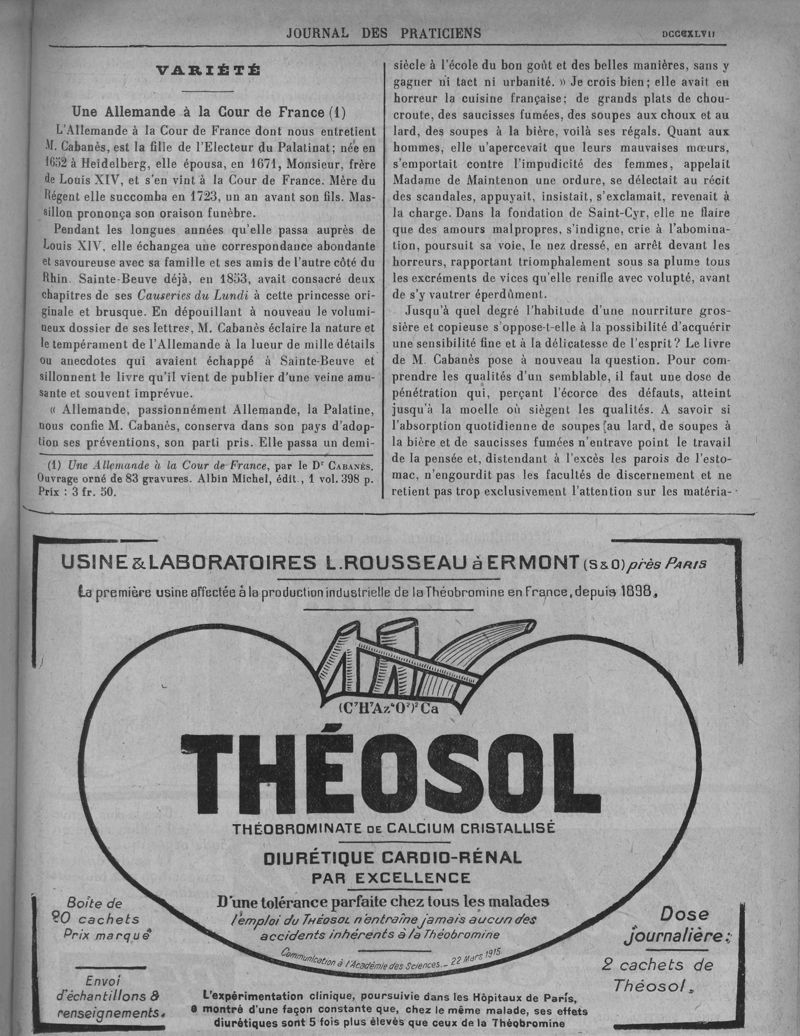 JOURNAL DES PRATICIENS
DCCCXLVII
VARIÉTÉ
Une Allemande à la Cour de France (1)
L'Allemande à la Cour de France dont nous entretient
M. Cabanès, est la fille de l'Electeur du Palatinat; née en
1652 à Heidelberg, elle épousa, en 1671, Monsieur, frère
de Louis XIV, et s'en vint à la Cour de France. Mère du
Régent elle succomba en 1723, un an avant son fils. Mas-
sillon prononça son oraison funèbre.
Pendant les longues années qu'elle passa auprès de
Louis XIV, elle échangea une correspondance abondante
et savoureuse avec sa famille et ses amis de l'autre côté du
Rhin. Sainte-Beuve déjà, en 1853, avait consacré deux
chapitres de ses Causeries du Lundi à cette princesse ori-
ginale et brusque. En dépouillant à nouveau le volumi-
neux dossier de ses lettres, M. Cabanès éclaire la nature et
le tempérament de l'Allemande à la lueur de mille détails
ou anecdotes qui avaient échappé à Sainte-Beuve et
sillonnent le livre qu'il vient de publier d'une veine amu-
sante et souvent imprévue.
« Allemande, passionnément Allemande, la Palatine,
nous confie M. Cabanès, conserva dans son pays d'adop-
tion ses préventions, son parti pris. Elle passa un demi-
(1) Une Allemande à la Cour de France, par le Dr CABANÈS.
Ouvrage orné de 83 gravures. Albin Michel, édit., 1 vol. 398 p.
Prix : 3 fr. 50.
siècle à l'école du bon goût et des belles manières, sans y
gagner ni tact ni urbanité. » Je crois bien; elle avait en
horreur la cuisine française; de grands plats de chou-
croute, des saucisses fumées, des soupes aux choux et au
lard, des soupes à la bière, voilà ses régals. Quant aux
hommes, elle n'apercevait que leurs mauvaises mœurs,
s'emportait contre l'impudicité des femmes, appelait
Madame de Maintenon une ordure, se délectait au récit
des scandales, appuyait, insistait, s'exclamait, revenait à
la charge. Dans la fondation de Saint-Cyr, elle ne flaire
que des amours malpropres, s'indigne, crie à l'abomina-
tion, poursuit sa voie, le nez dressé, en arrêt devant les
horreurs, rapportant triomphalement sous sa plume tous
les excréments de vices qu'elle renifle avec volupté, avant
de s'y vautrer éperdûment.
Jusqu'à quel degré l'habitude d'une nourriture gros-
sière et copieuse s'oppose-t-elle à la possibilité d'acquérir
une sensibilité fine et à la délicatesse de l'esprit? Le livre
de M. Cabanès pose à nouveau la question. Pour com-
prendre les qualités d'un semblable, il faut une dose de
pénétration qui, perçant l'écorce des défauts, atteint
jusqu'à la moelle où siègent les qualités. A savoir si
l'absorption quotidienne de soupes [au lard, de soupes à
la bière et de saucisses fumées n'entrave point le travail
de la pensée et, distendant à l'excès les parois de l'esto-
mac, n'engourdit pas les facultés de discernement et ne
retient pas trop exclusivement l'attention sur les matéria-
USINE & LABORATOIRES L. ROUSSEAU à ERMONT (S&O) près PARIS
La première usine affectée à la production industrielle de la Théobromine en France, depuis 1898.
(C⁷H⁷Az⁴O²)²Ca
THÉOSOL
THÉOBROMINATE DE CALCIUM CRISTALLISÉ
DIURÉTIQUE CARDIO-RÉNAL
PAR EXCELLENCE
D'une tolérance parfaite chez tous les malades
l'emploi du THÉOSOL n'entraîne jamais aucun des
accidents inhérents à la Théobromine
Communication à l'Académie des Sciences._ 22 Mars 1915
Boîte de
20 cachets
Prix marqué
Envoi
d'échantillons &
renseignements.
Dose
journalière:
2 cachets de
Théosol.
L'expérimentation clinique, poursuivie dans les Hôpitaux de Paris,
a montré d'une façon constante que, chez le même malade, ses effets
diurétiques sont 5 fois plus élevés que ceux de la Théobromine